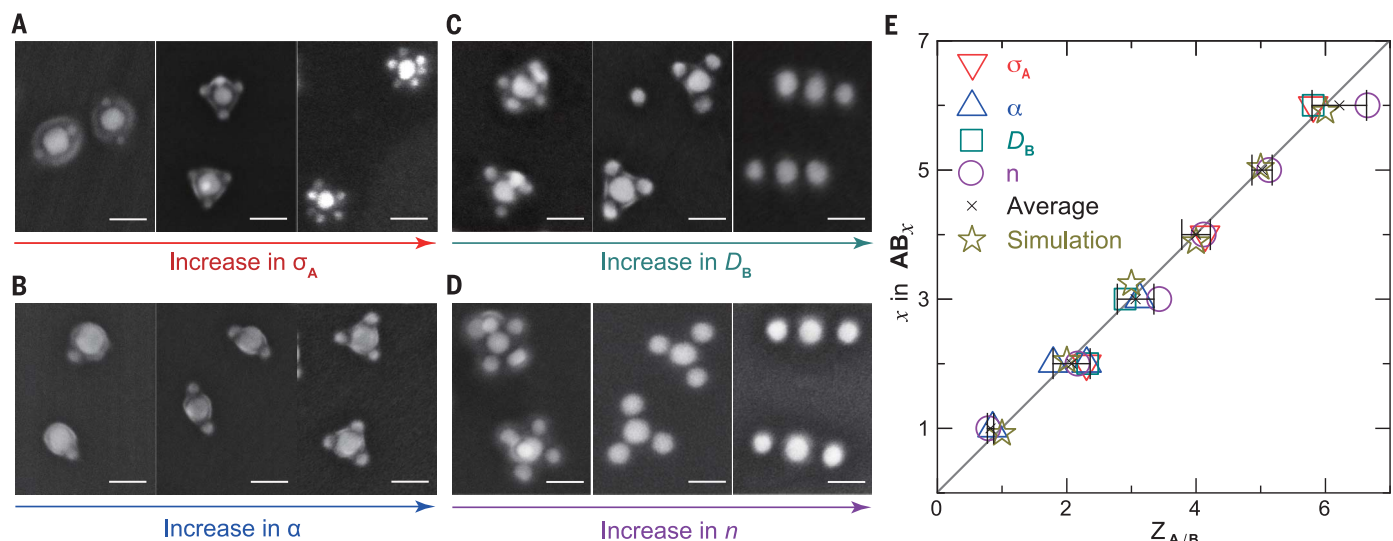 A
Increase in σA
B
Increase in α
C
Increase in DB
D
Increase in n
E
7
5
3
1
x in ABx
σA
α
DB
n
Average
Simulation
0
2
4
6
ZA/B